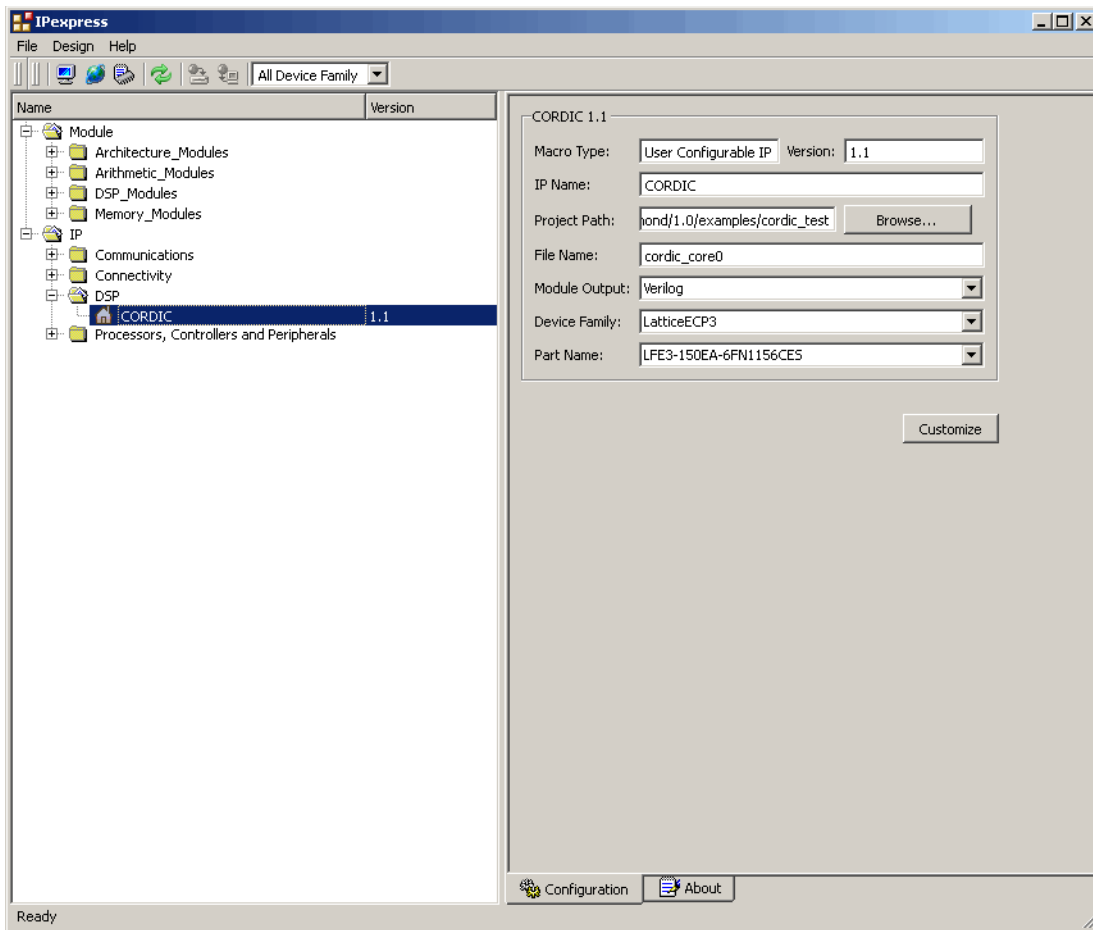 IPexpress
File Design Help
All Device Family
Name Version
Module
Architecture_Modules
Arithmetic_Modules
DSP_Modules
Memory_Modules
IP
Communications
Connectivity
DSP
CORDIC 1.1
Processors, Controllers and Peripherals
CORDIC 1.1
Macro Type: User Configurable IP Version: 1.1
IP Name: CORDIC
Project Path: nond/1.0/examples/cordic_test Browse...
File Name: cordic_core0
Module Output: Verilog
Device Family: LatticeECP3
Part Name: LFE3-150EA-6FN1156CES
Customize
Configuration About
Ready